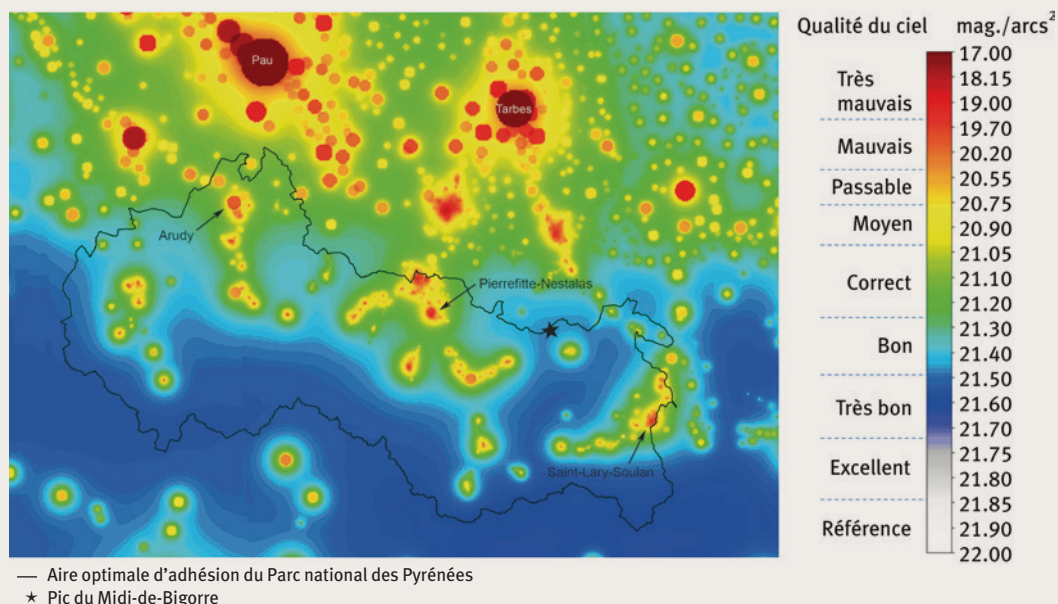 Pau
Tarbes
Arudy
Pierrefitte-Nestalas
Saint-Lary-Soulan
Qualité du ciel mag./arcs²
Très mauvais
Mauvais
Passable
Moyen
Correct
Bon
Très bon
Excellent
Référence
17.00
18.15
19.00
19.70
20.20
20.55
20.75
20.90
21.05
21.10
21.20
21.30
21.40
21.50
21.60
21.70
21.75
21.80
21.85
21.90
22.00
— Aire optimale d’adhésion du Parc national des Pyrénées
★ Pic du Midi-de-Bigorre